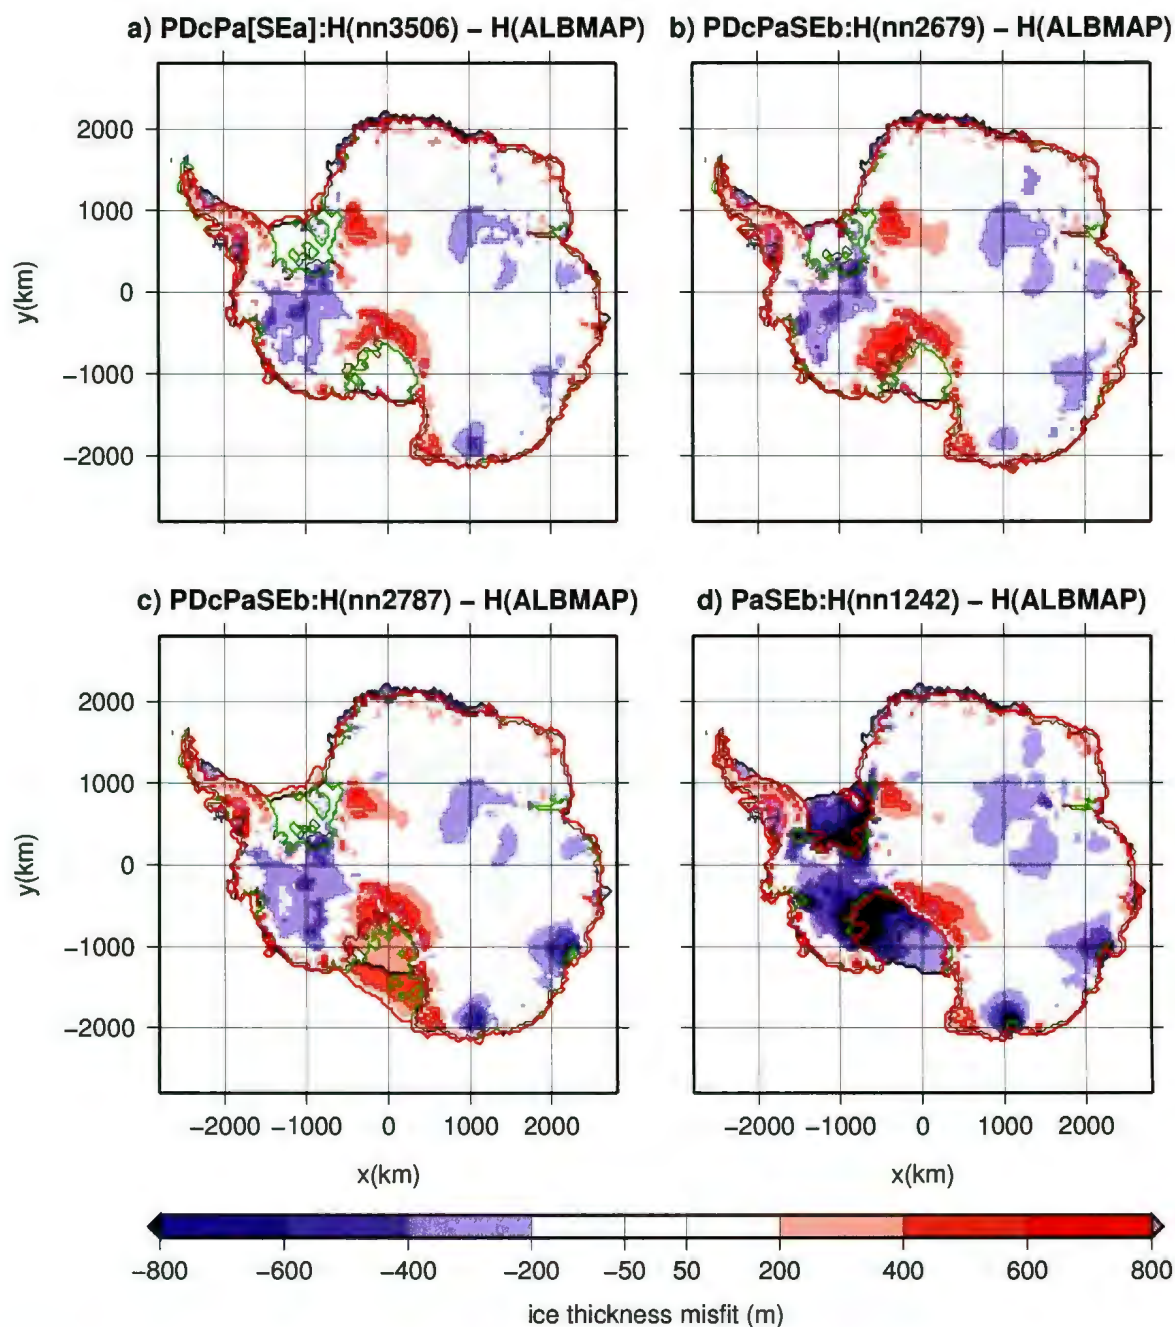 a) PDcPa[SEa]:H(nn3506) – H(ALBMAP)
b) PDcPaSEb:H(nn2679) – H(ALBMAP)
2000
1000
0
−1000
−2000
y(km)
c) PDcPaSEb:H(nn2787) – H(ALBMAP)
d) PaSEb:H(nn1242) – H(ALBMAP)
2000
1000
0
−1000
−2000
y(km)
−2000 −1000 0 1000 2000
−2000 −1000 0 1000 2000
x(km)
x(km)
−800 −600 −400 −200 −50 50 200 400 600 800
ice thickness misfit (m)